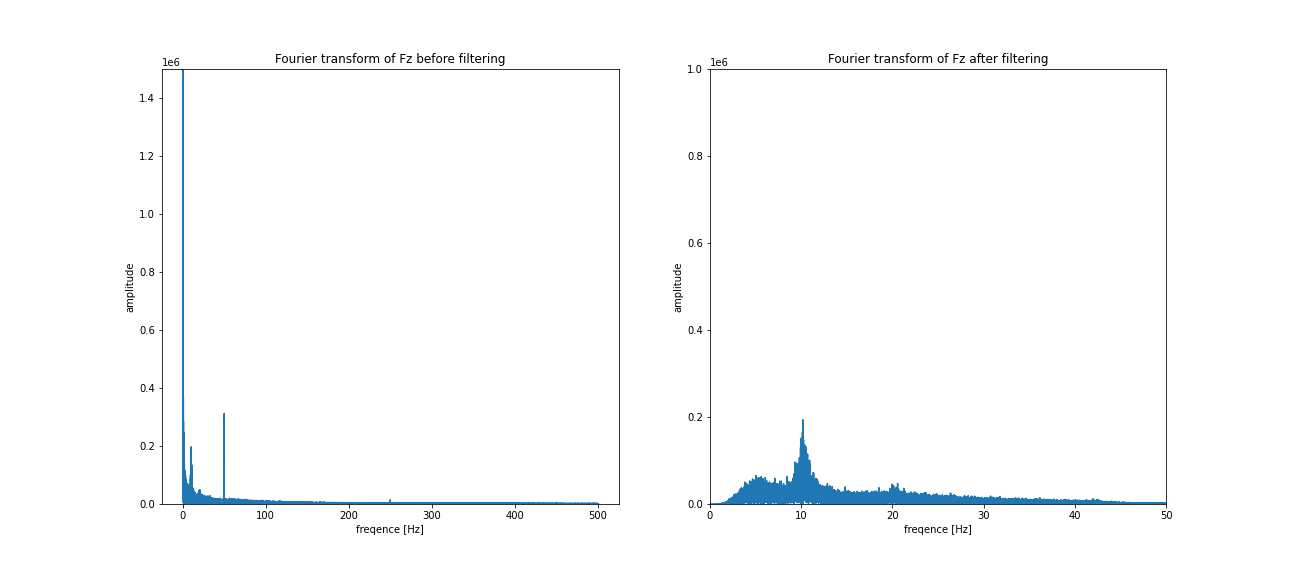 Fourier transform of Fz before filtering
1e6
1.4
1.2
1.0
0.8
0.6
0.4
0.2
0.0
amplitude
0 100 200 300 400 500
freqence [Hz]
Fourier transform of Fz after filtering
1e6
1.0
0.8
0.6
0.4
0.2
0.0
amplitude
0 10 20 30 40 50
freqence [Hz]